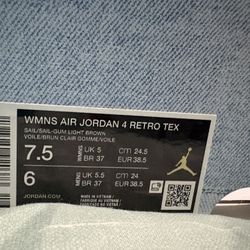 WMNS AIR JORDAN 4 RETRO TEX
SAIL/SAIL-GUM LIGHT BROWN
VOILE/BRUN CLAIR GOMME/VOILE
7.5 WMNS UK 5 CM 24.5
BR 37 EUR 38.5
6 UK 5.5 CM 24
BR 37 EUR 38.5
JORDAN.COM
MADE IN VIETNAM